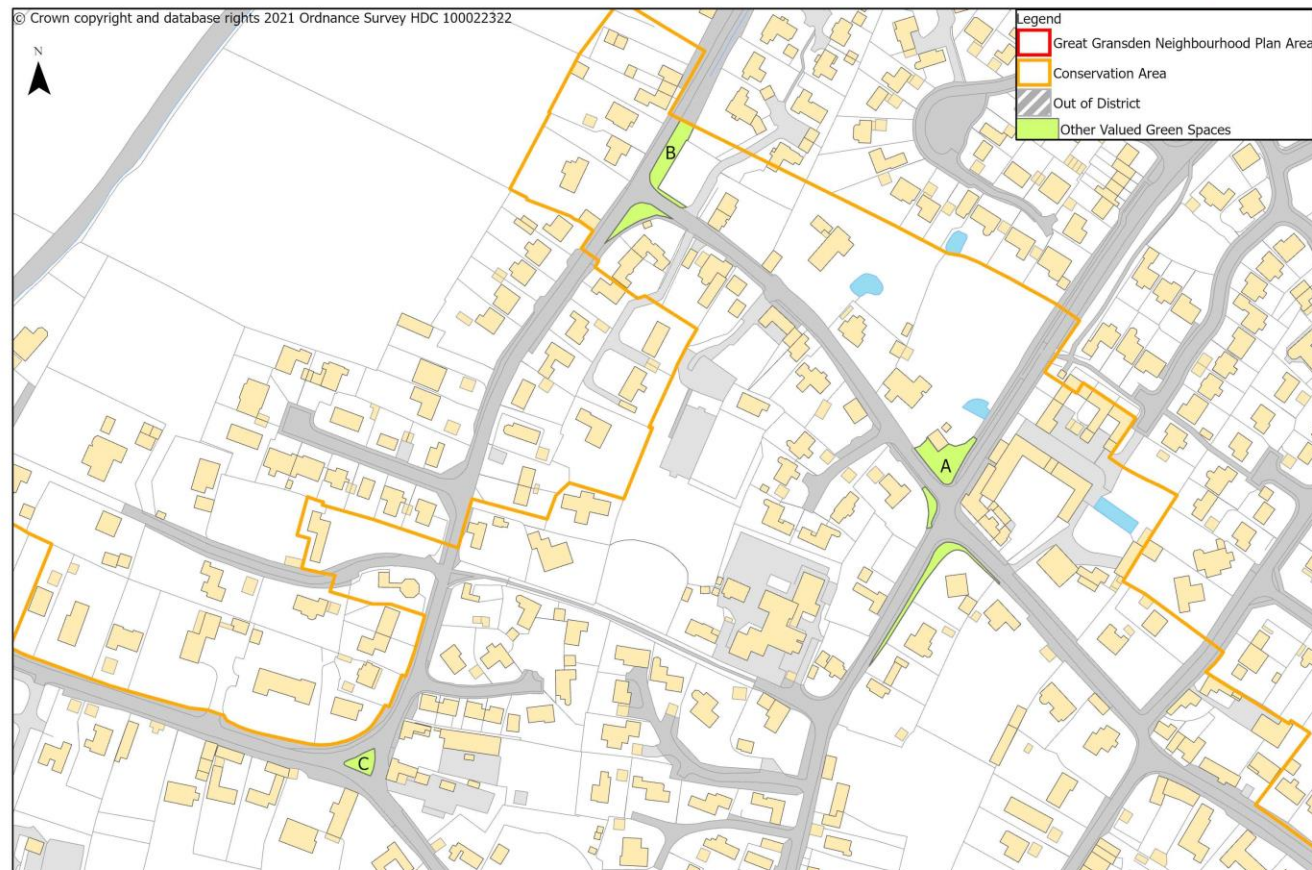 © Crown copyright and database rights 2021 Ordnance Survey HDC 100022322
N
Legend
Great Gransden Neighbourhood Plan Area
Conservation Area
Out of District
Other Valued Green Spaces
B
A
C